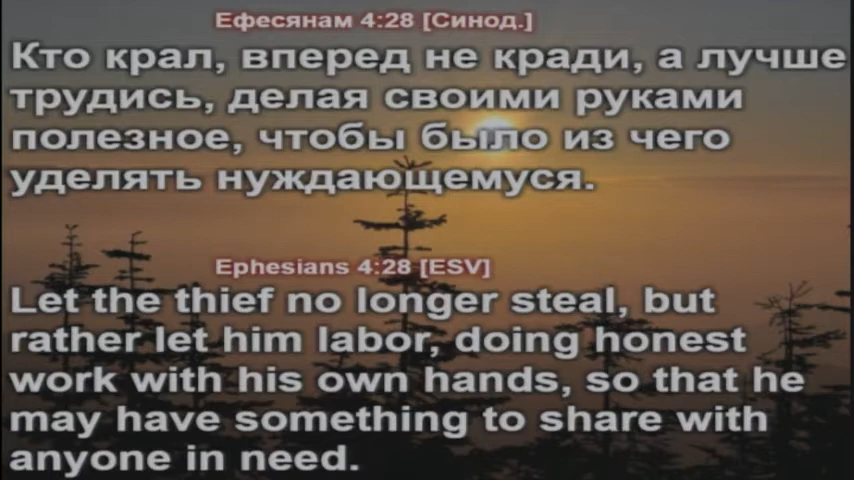 Ефесянам 4:28 [Синод.]
Кто крал, вперед не кради, а лучше
трудись, делая своими руками
полезное, чтобы было из чего
уделять нуждающемуся.
Ephesians 4:28 [ESV]
Let the thief no longer steal, but
rather let him labor, doing honest
work with his own hands, so that he
may have something to share with
anyone in need.